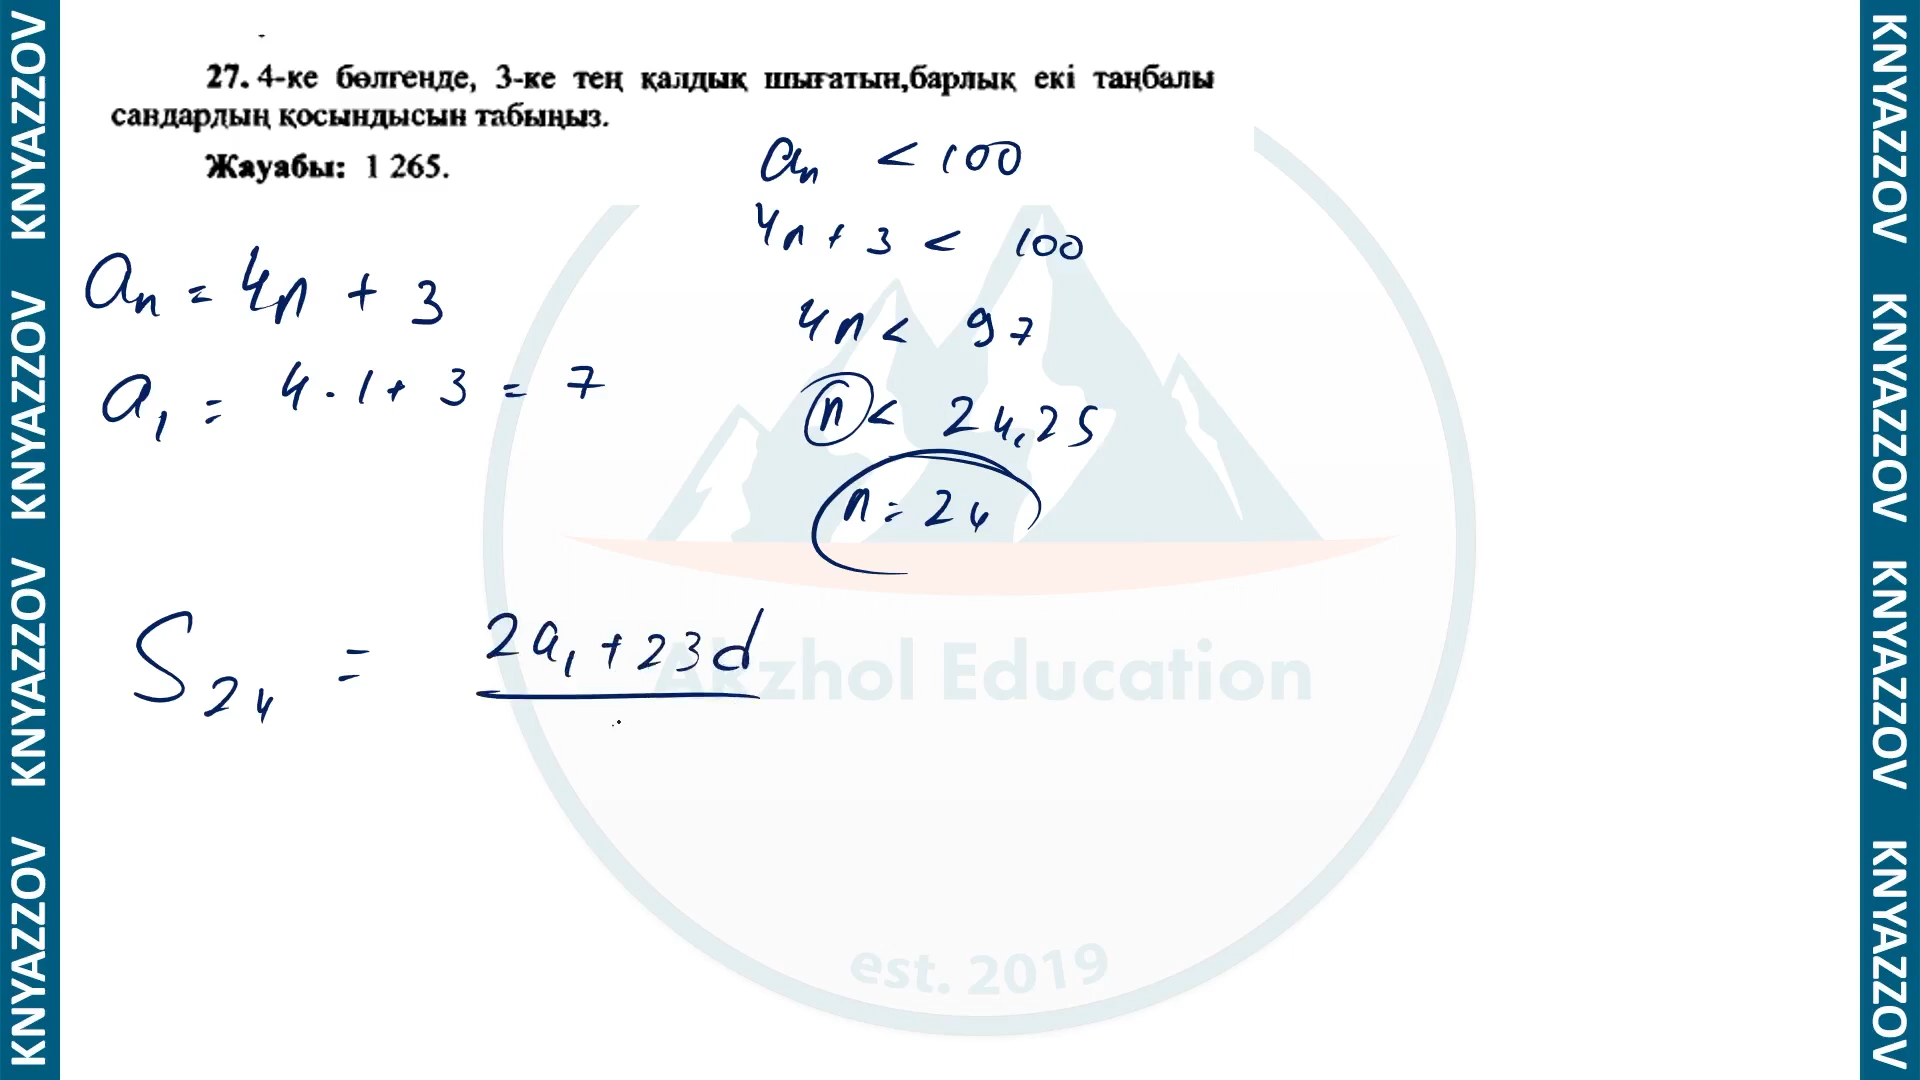 27. 4-ке бөлгенде, 3-ке тең қалдық шығатын,барлық екі таңбалы
сандардың қосындысын табыңыз.
Жауабы: 1 265.
aₙ < 100
4n + 3 < 100
4n < 97
n < 24,25
n = 24
aₙ = 4n + 3
a₁ = 4 · 1 + 3 = 7
S₂₄ = 2a₁ + 23d
Akzhol Education
est. 2019
KNYAZZOV KNYAZZOV KNYAZZOV KNYAZZOV
KNYAZZOV KNYAZZOV KNYAZZOV KNYAZZOV